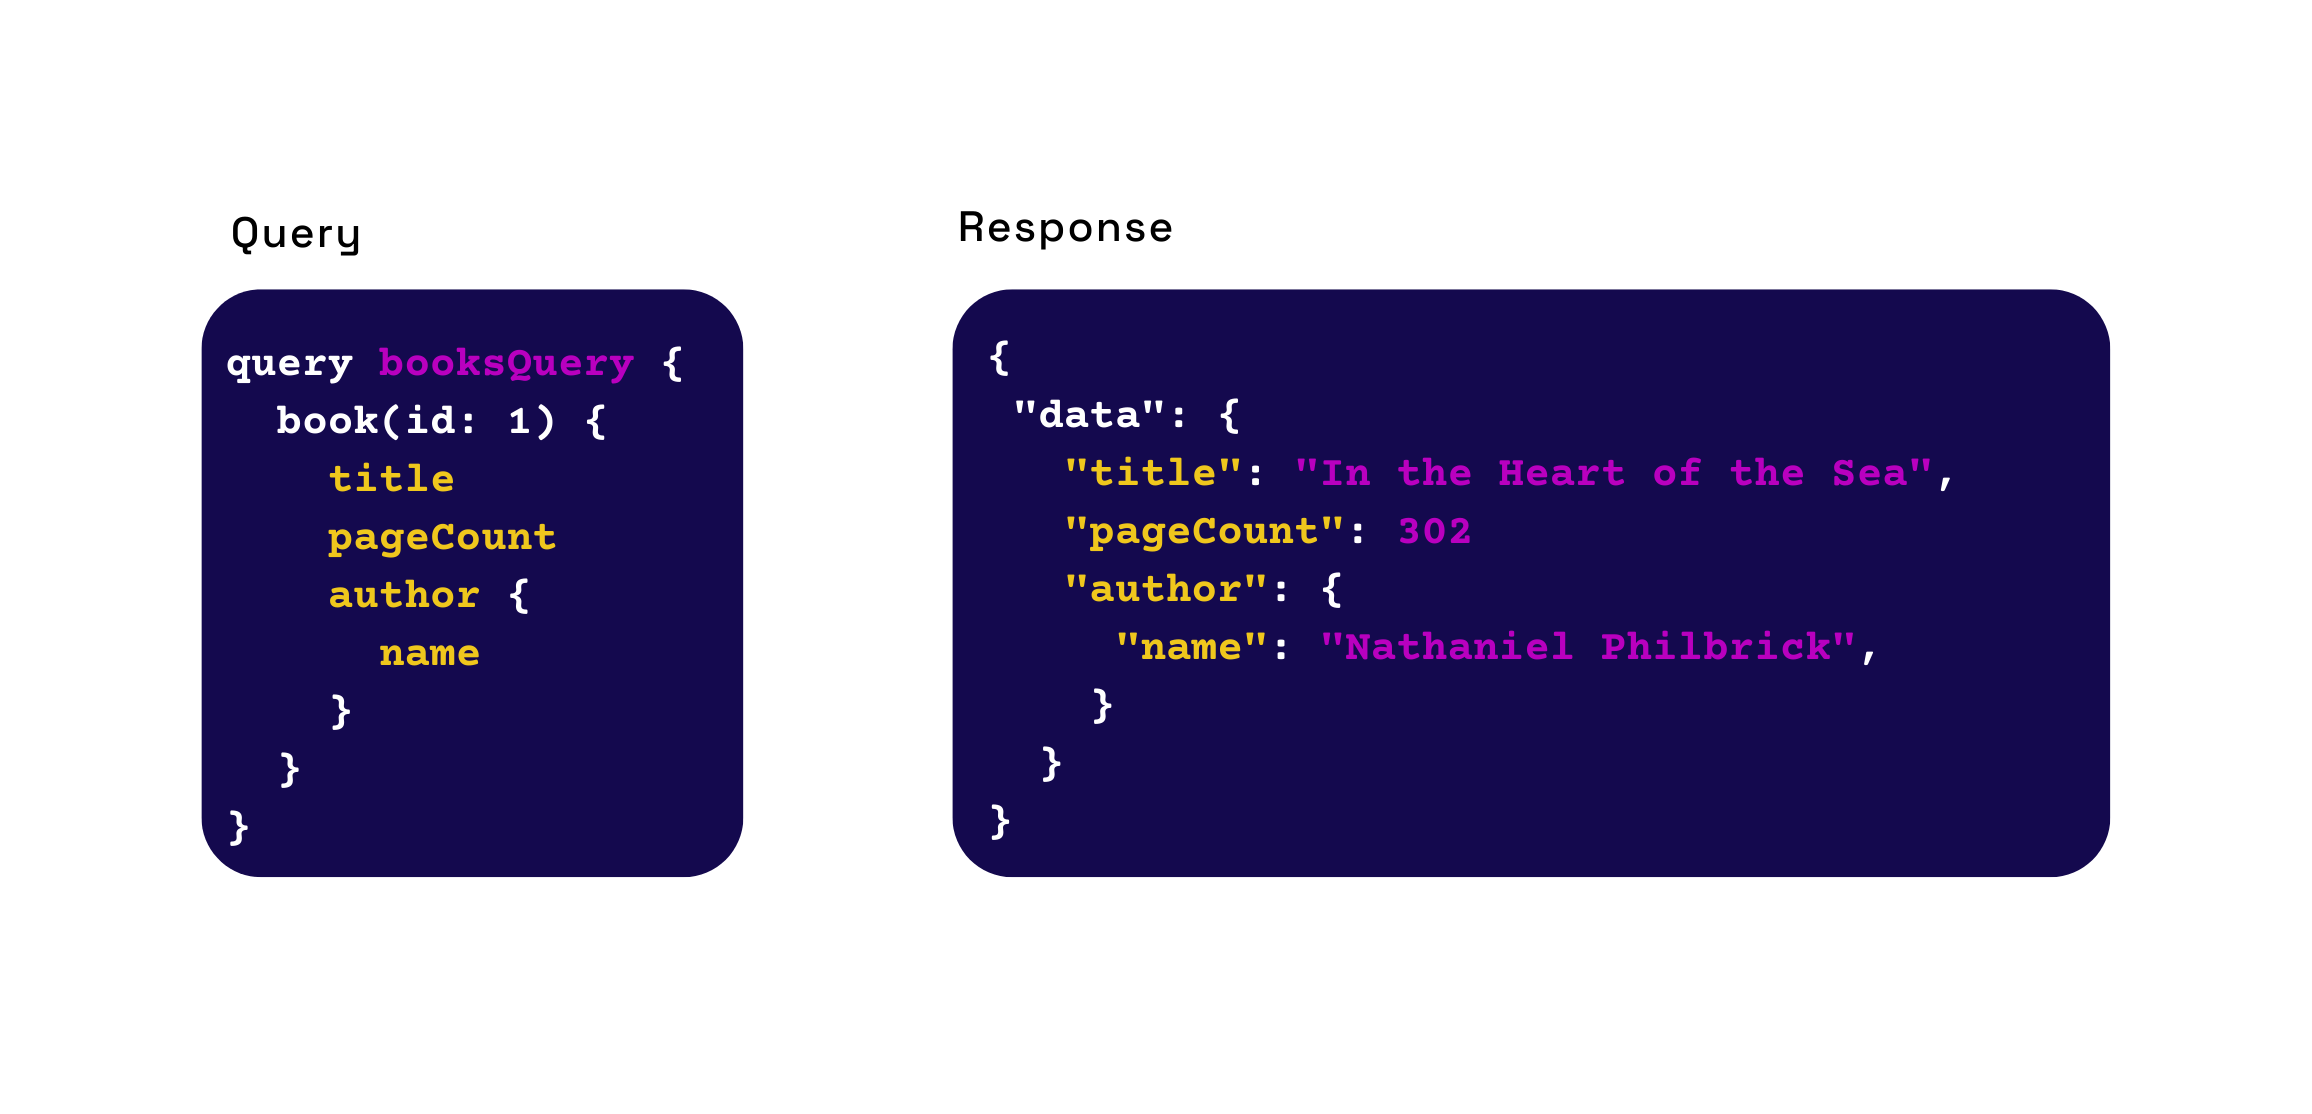 Query
query booksQuery {
book(id: 1) {
title
pageCount
author {
name
}
}
}
Response
{
"data": {
"title": "In the Heart of the Sea",
"pageCount": 302
"author": {
"name": "Nathaniel Philbrick",
}
}
}